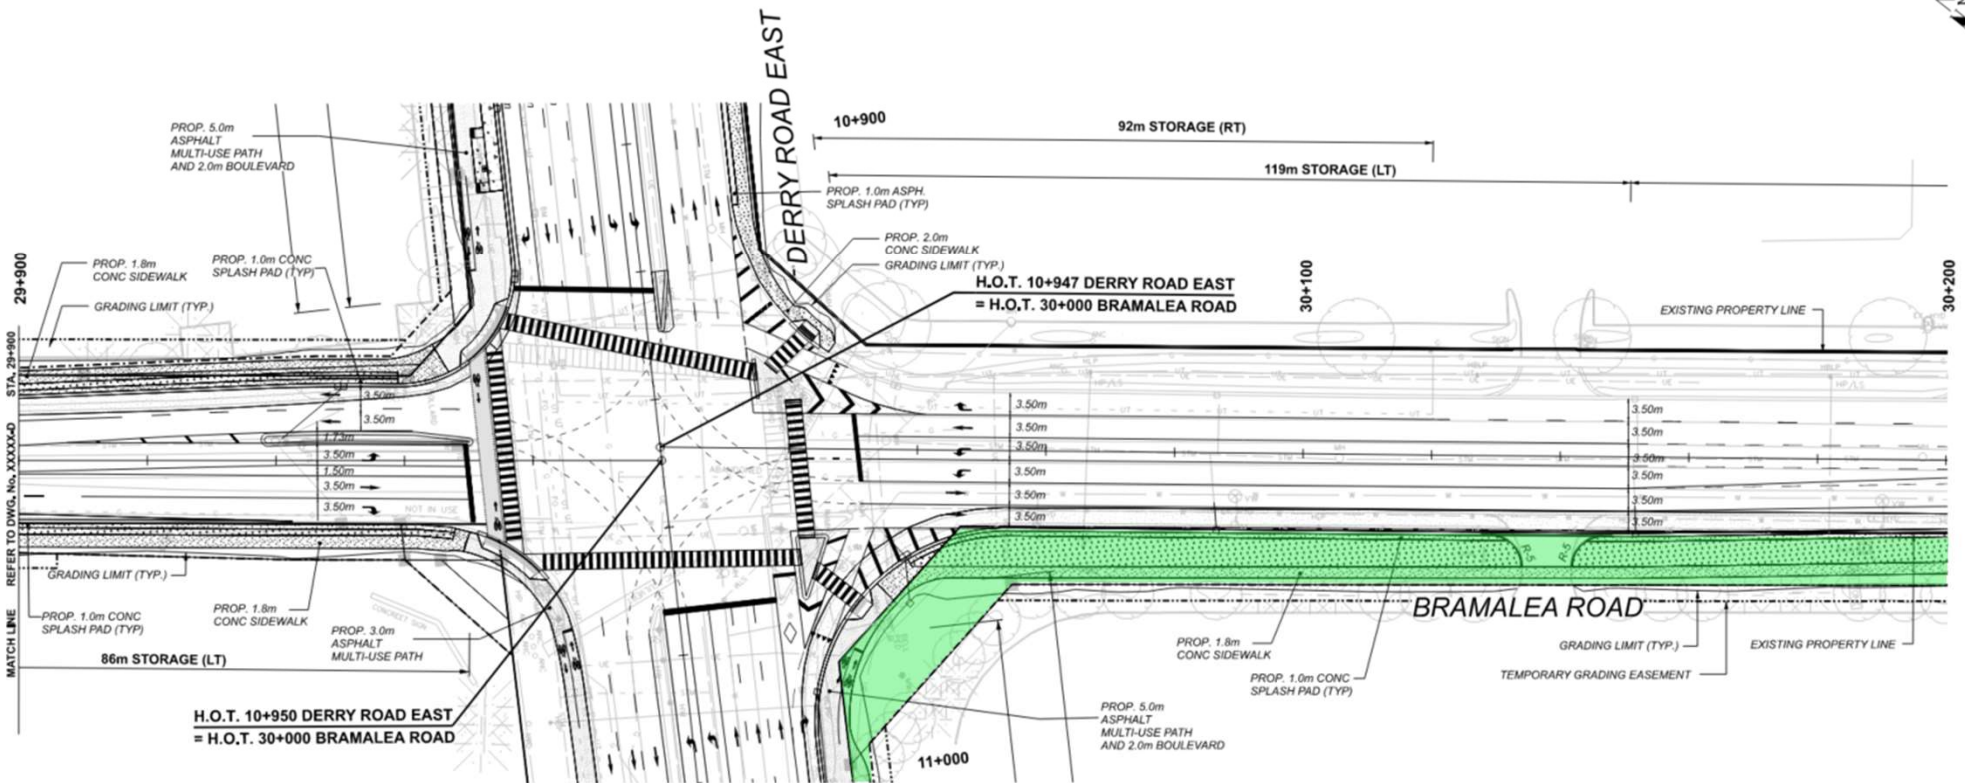 DERRY ROAD EAST
10+900
92m STORAGE (RT)
119m STORAGE (LT)
PROP. 5.0m
ASPHALT
MULTI-USE PATH
AND 2.0m BOULEVARD
PROP. 1.0m ASPH.
SPLASH PAD (TYP)
PROP. 2.0m
CONC SIDEWALK
GRADING LIMIT (TYP.)
29+900
PROP. 1.8m
CONC SIDEWALK
PROP. 1.0m CONC
SPLASH PAD (TYP)
GRADING LIMIT (TYP.)
H.O.T. 10+947 DERRY ROAD EAST
= H.O.T. 30+000 BRAMALEA ROAD
30+100
EXISTING PROPERTY LINE
30+200
MATCH LINE REFER TO DWG. No. XXXXX-D STA. 29+900
3.50m
3.50m
1.73m
3.50m
1.50m
3.50m
3.50m
NOT IN USE
3.50m
3.50m
3.50m
3.50m
3.50m
3.50m
3.50m
3.50m
3.50m
3.50m
3.50m
3.50m
R-5
R-5
GRADING LIMIT (TYP.)
PROP. 1.0m CONC
SPLASH PAD (TYP)
PROP. 1.8m
CONC SIDEWALK
CONCRETE SIGN
PROP. 3.0m
ASPHALT
MULTI-USE PATH
86m STORAGE (LT)
H.O.T. 10+950 DERRY ROAD EAST
= H.O.T. 30+000 BRAMALEA ROAD
BRAMALEA ROAD
PROP. 1.8m
CONC SIDEWALK
GRADING LIMIT (TYP.)
EXISTING PROPERTY LINE
TEMPORARY GRADING EASEMENT
PROP. 1.0m CONC
SPLASH PAD (TYP)
PROP. 5.0m
ASPHALT
MULTI-USE PATH
AND 2.0m BOULEVARD
11+000